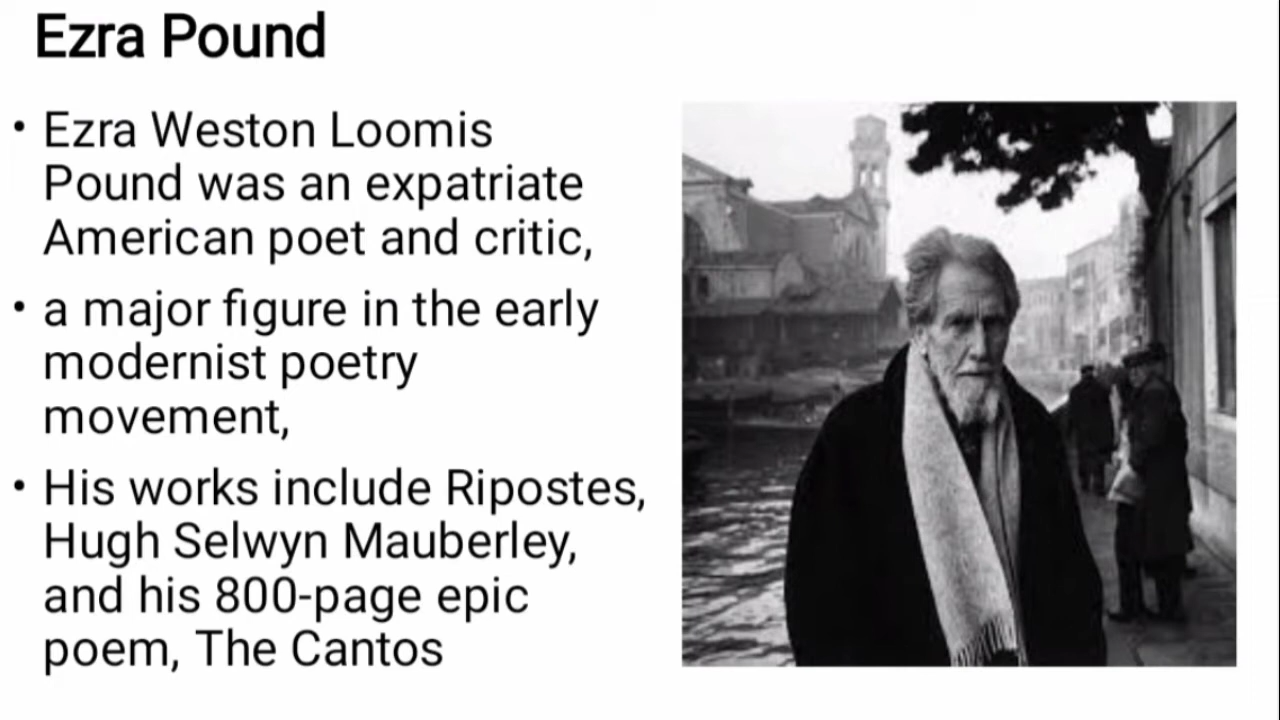 Ezra Pound
• Ezra Weston Loomis
Pound was an expatriate
American poet and critic,
• a major figure in the early
modernist poetry
movement,
• His works include Ripostes,
Hugh Selwyn Mauberley,
and his 800-page epic
poem, The Cantos